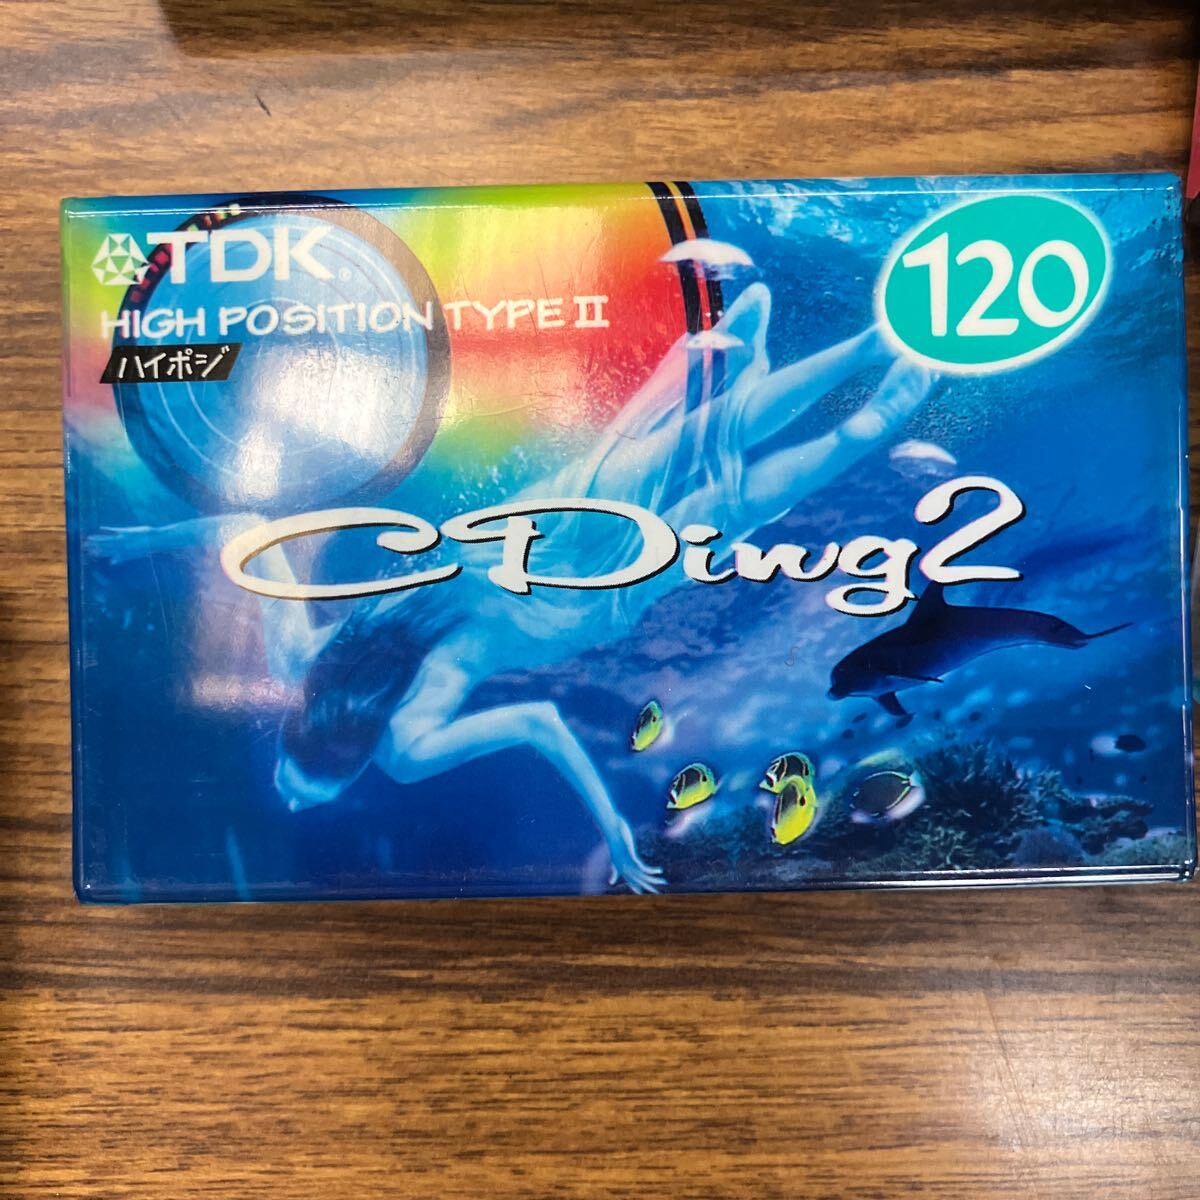 TDK®
120
HIGH POSITION TYPE II
ハイポジ
CDing2